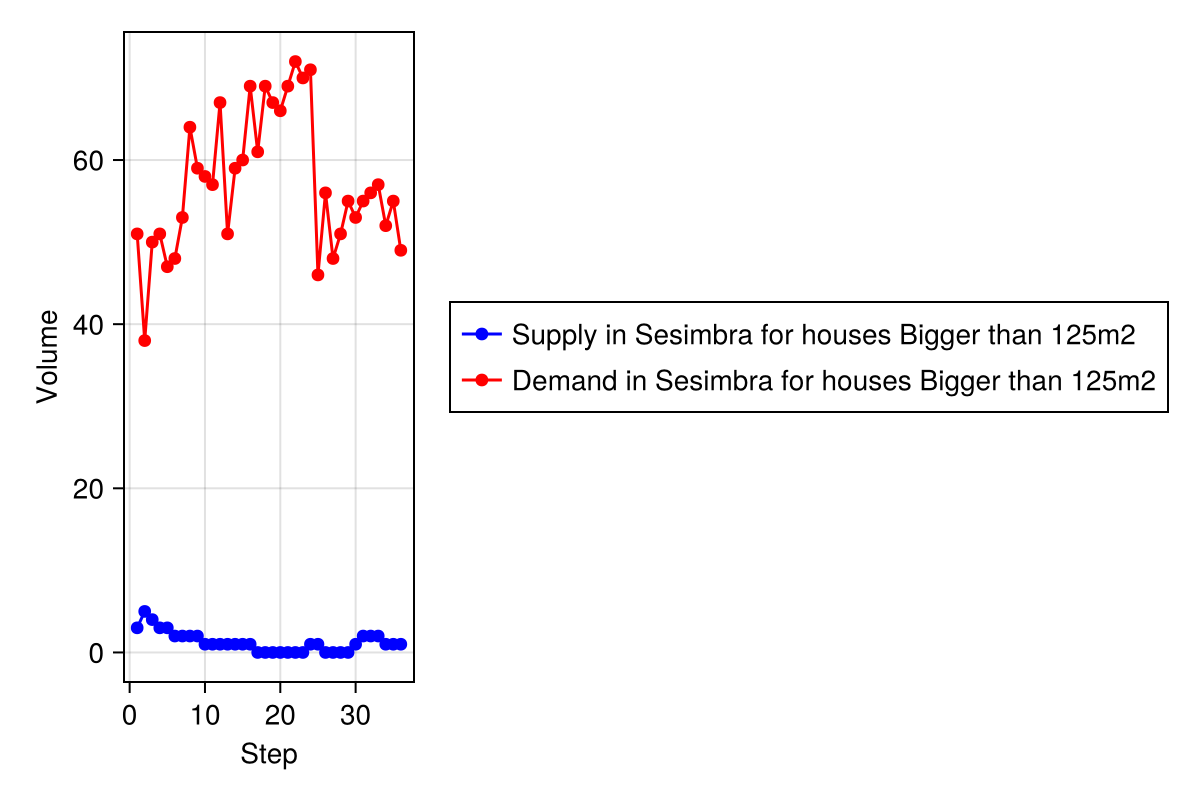 Volume
60
40
20
0
0 10 20 30
Step
Supply in Sesimbra for houses Bigger than 125m2
Demand in Sesimbra for houses Bigger than 125m2